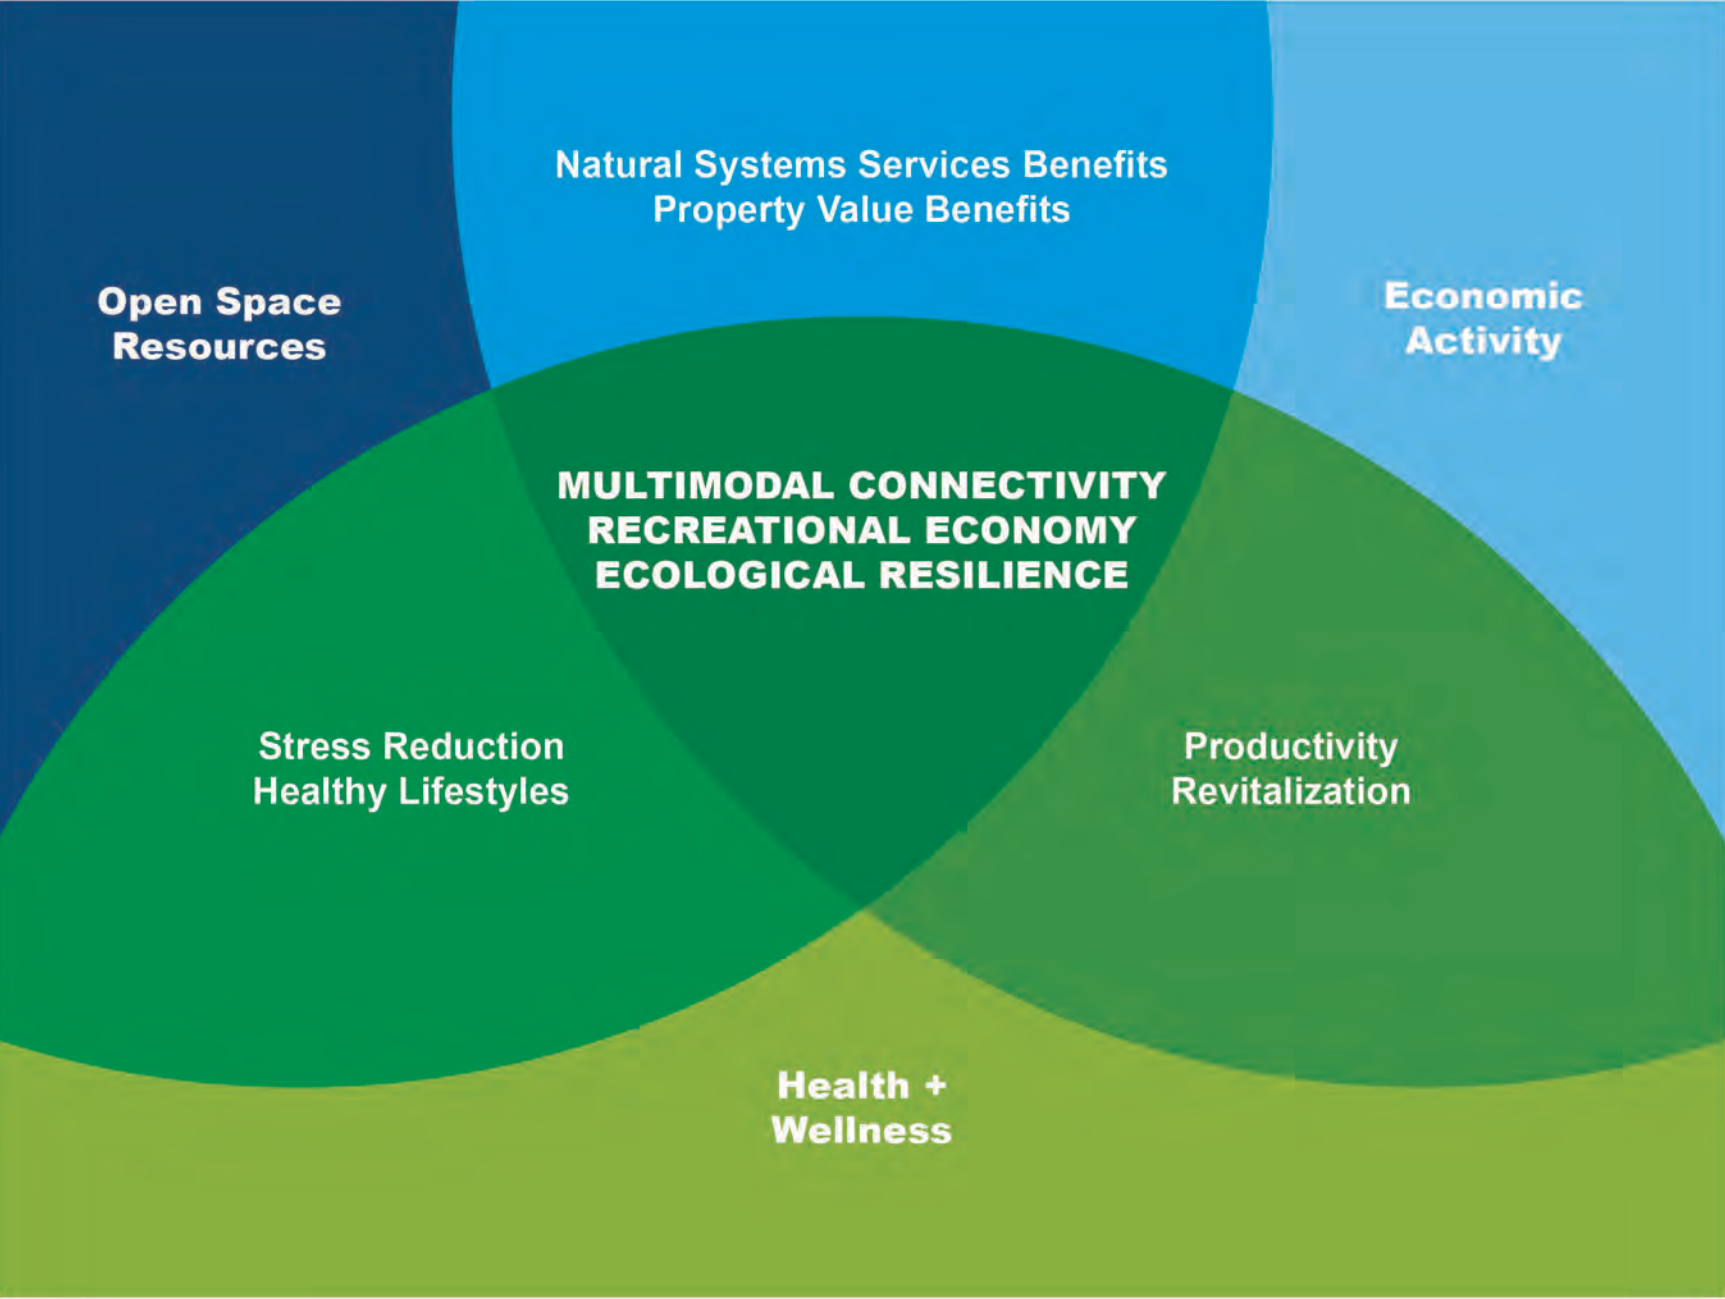 Natural Systems Services Benefits
Property Value Benefits
Open Space
Resources
Economic
Activity
MULTIMODAL CONNECTIVITY
RECREATIONAL ECONOMY
ECOLOGICAL RESILIENCE
Stress Reduction
Healthy Lifestyles
Productivity
Revitalization
Health +
Wellness